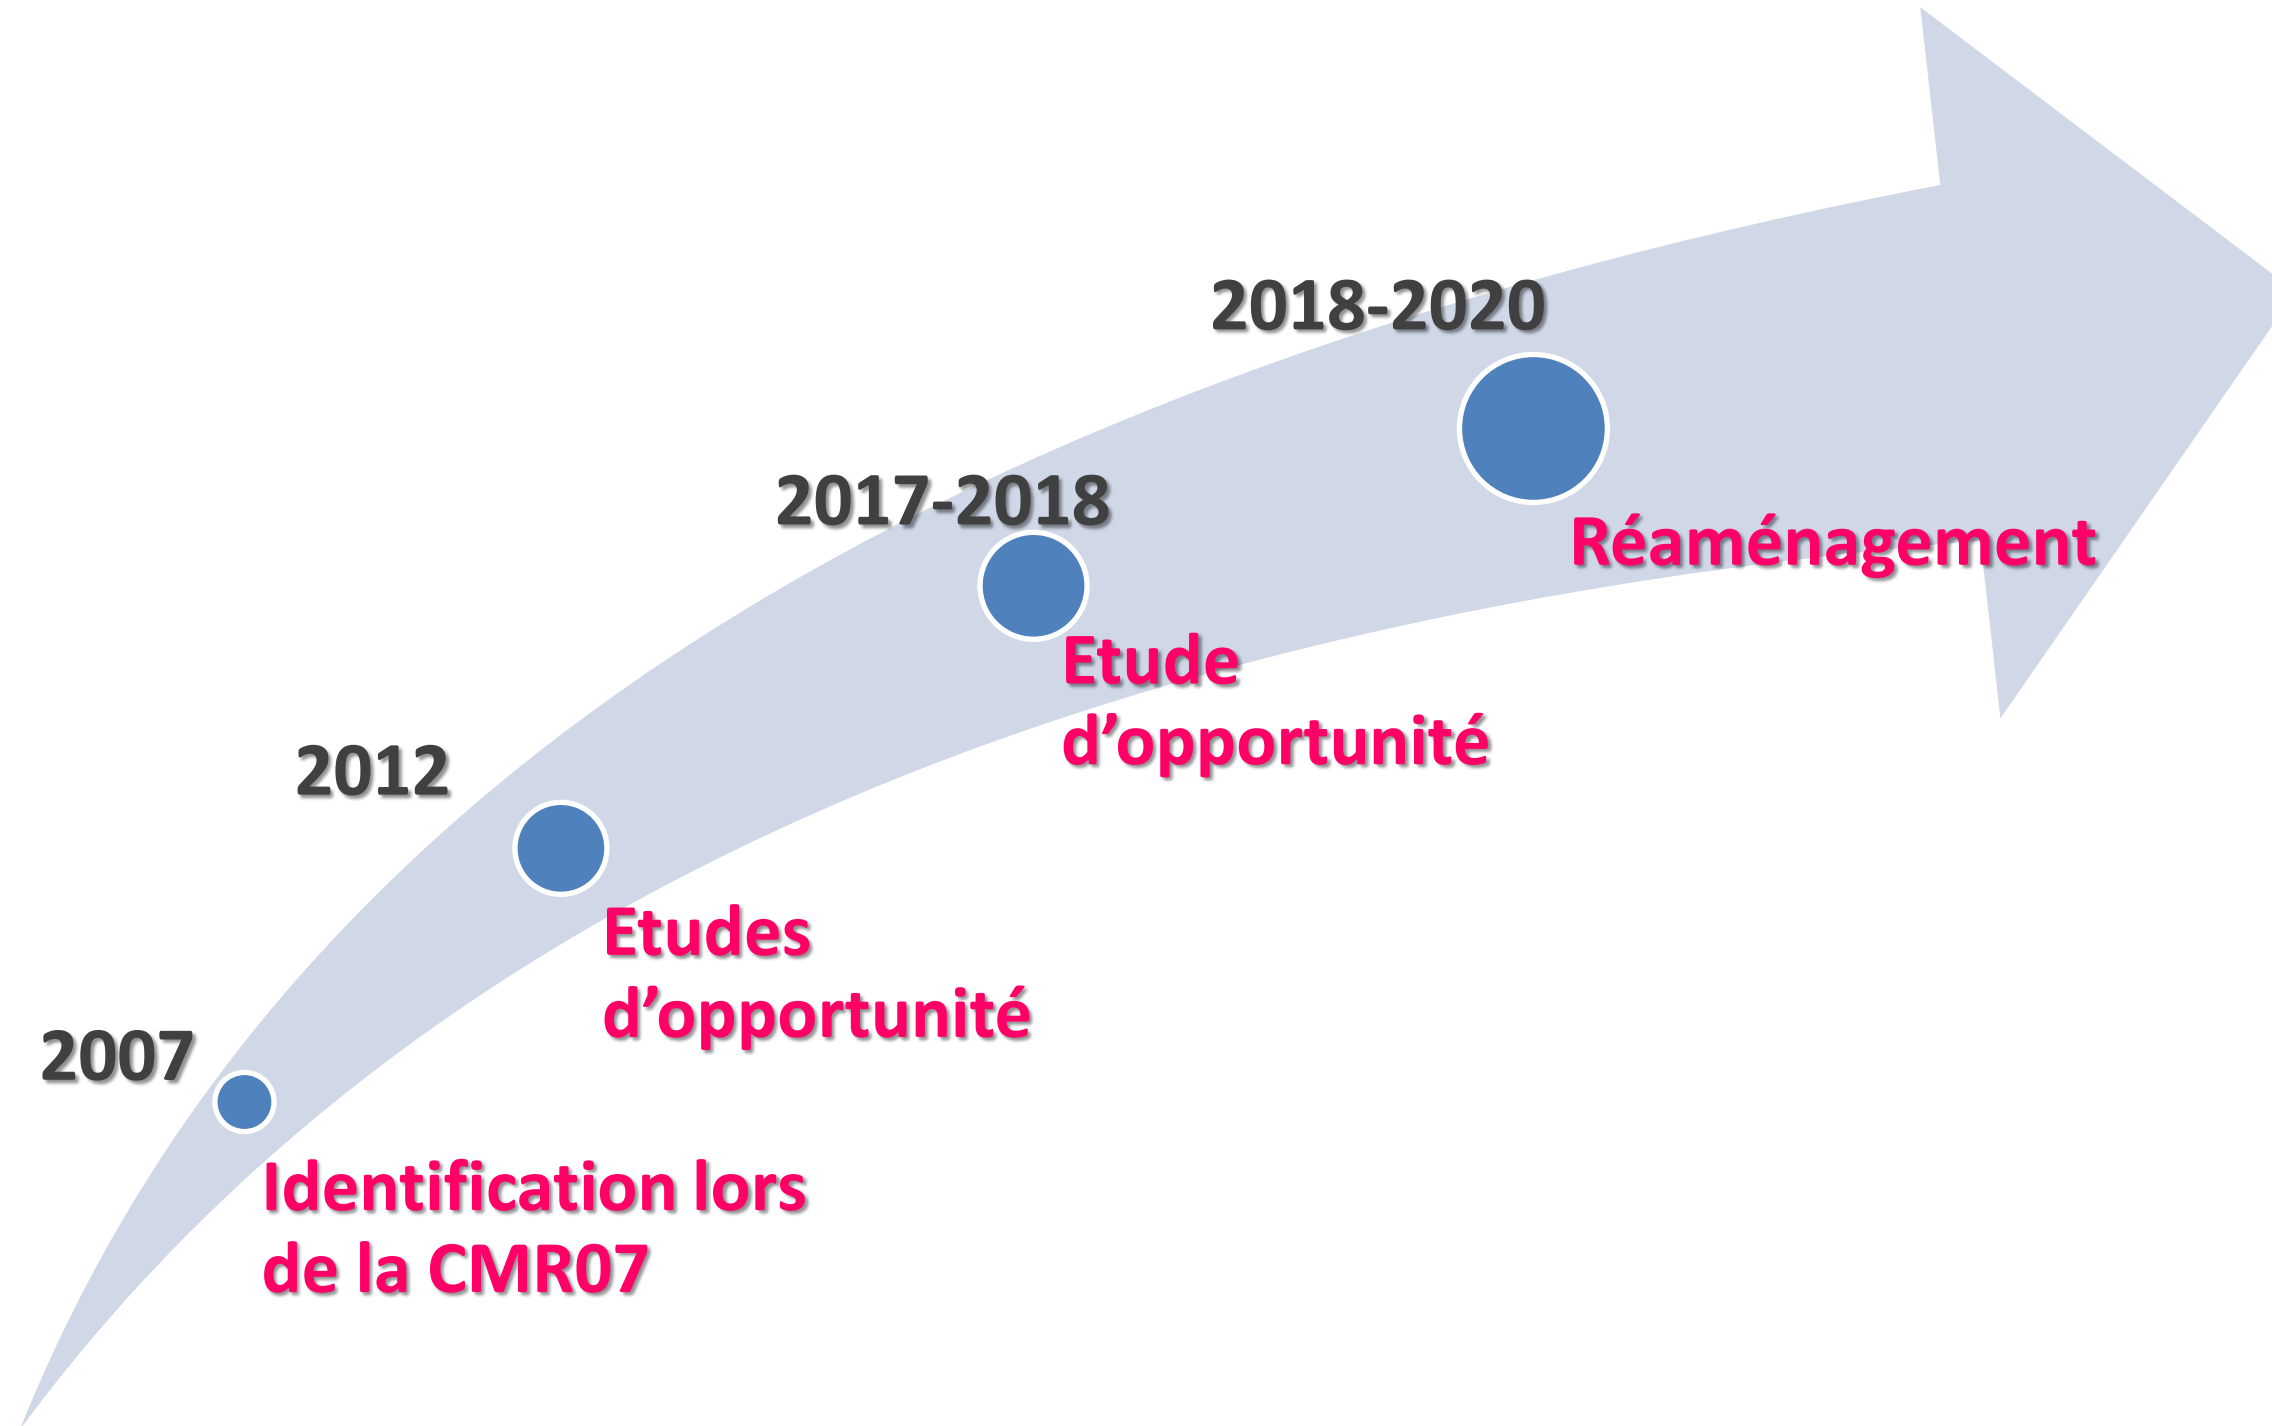 2007
Identification lors
de la CMR07
2012
Etudes
d’opportunité
2017-2018
Etude
d’opportunité
2018-2020
Réaménagement